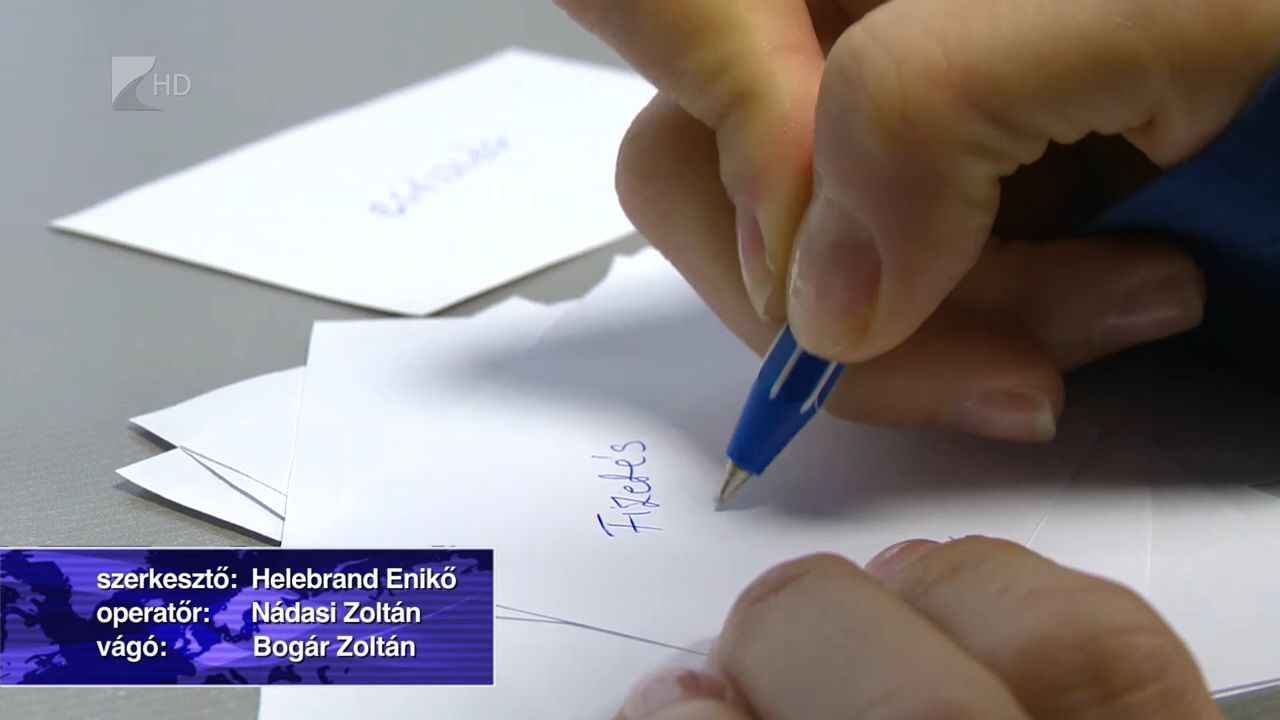 HD
Fizetés
szerkesztő: Helebrand Enikő
operatőr: Nádasi Zoltán
vágó: Bogár Zoltán